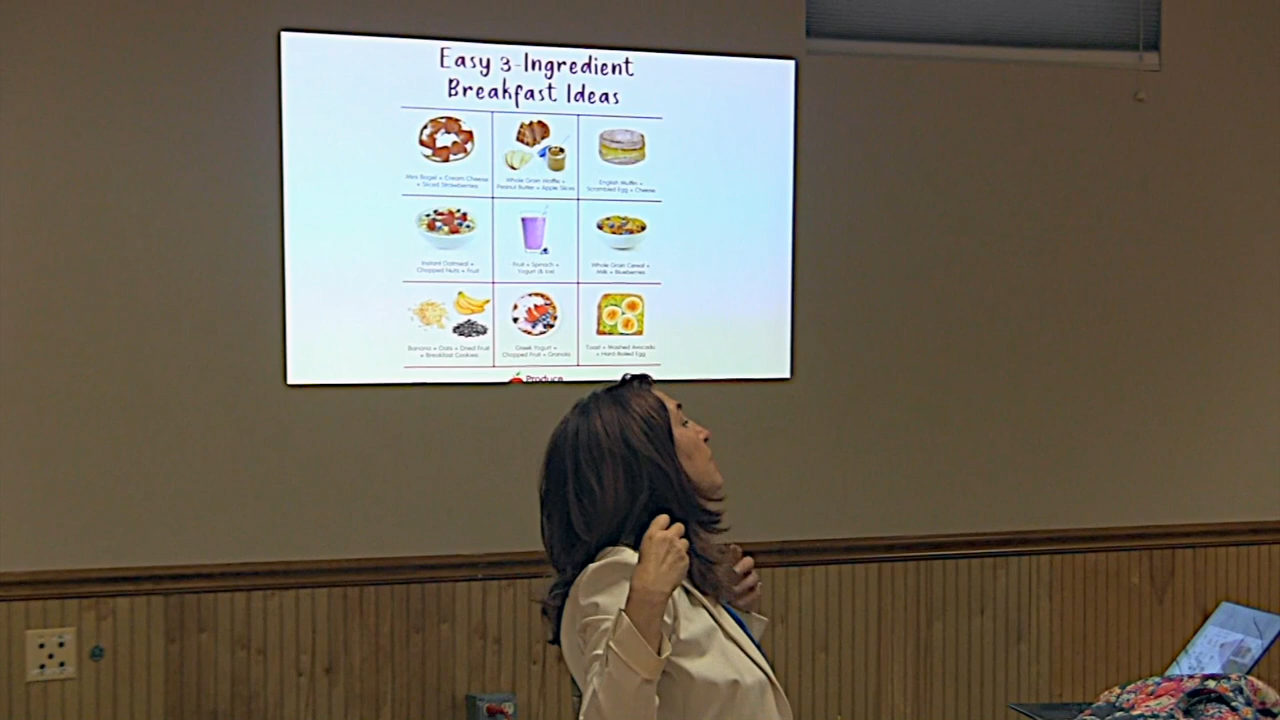 Easy 3-Ingredient
Breakfast Ideas
Mini Bagel + Cream Cheese
+ Sliced Strawberries
Whole Grain Waffle +
Peanut Butter + Apple Slices
English Muffin +
Scrambled Egg + Cheese
Instant Oatmeal +
Chopped Nuts + Fruit
Fruit + Spinach +
Yogurt (& Ice)
Whole Grain Cereal +
Milk + Blueberries
Banana + Oats + Dried Fruit
= Breakfast Cookies
Greek Yogurt +
Chopped Fruit + Granola
Toast + Mashed Avocado
+ Hard-Boiled Egg
Produce